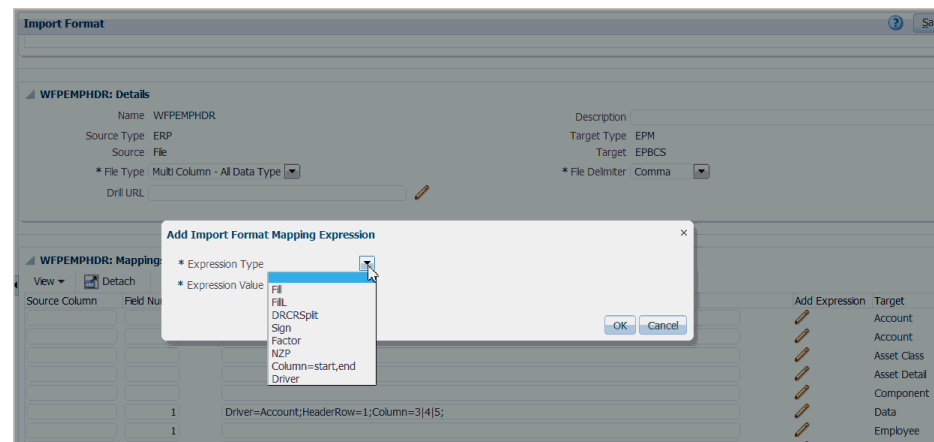 Import Format
Sa
WFPEMPHDR: Details
Name WFPEMPHDR
Description
Source Type ERP
Target Type EPM
Source File
Target EPBCS
* File Type Multi Column - All Data Type
* File Delimiter Comma
Drill URL
Add Import Format Mapping Expression
×
WFPEMPHDR: Mapping
* Expression Type
* Expression Value
View
Detach
Fill
FillL
DRCRSplit
Sign
Factor
NZP
Column=start,end
Driver
OK
Cancel
Source Column Field Nu
Add Expression Target
Account
Account
Asset Class
Asset Detail
Component
1 Driver=Account;HeaderRow=1;Column=3|4|5; Data
1 Employee